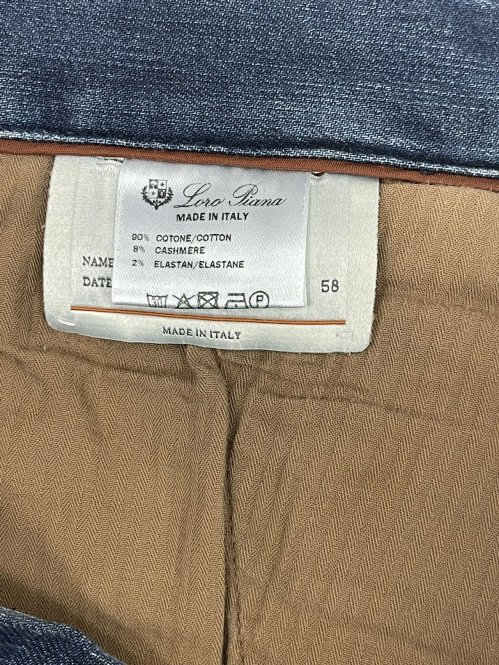 Loro Piana
MADE IN ITALY
90% COTONE/COTTON
8% CASHMERE
2% ELASTAN/ELASTANE
NAME
DATE
58
P
MADE IN ITALY